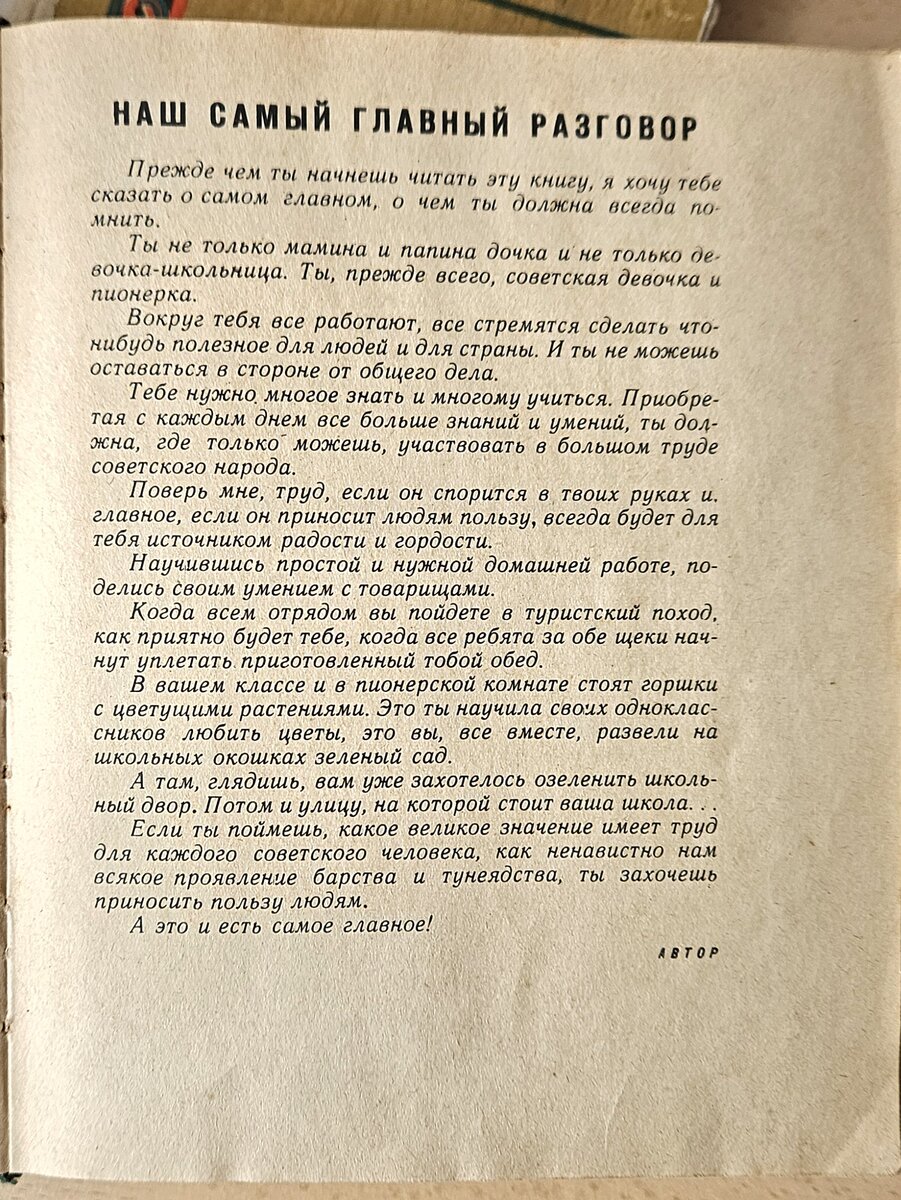 НАШ САМЫЙ ГЛАВНЫЙ РАЗГОВОР
Прежде чем ты начнешь читать эту книгу, я хочу тебе
сказать о самом главном, о чем ты должна всегда по-
мнить.
Ты не только мамина и папина дочка и не только де-
вочка-школьница. Ты, прежде всего, советская девочка и
пионерка.
Вокруг тебя все работают, все стремятся сделать что-
нибудь полезное для людей и для страны. И ты не можешь
оставаться в стороне от общего дела.
Тебе нужно многое знать и многому учиться. Приобре-
тая с каждым днем все больше знаний и умений, ты дол-
жна, где только можешь, участвовать в большом труде
советского народа.
Поверь мне, труд, если он спорится в твоих руках и,
главное, если он приносит людям пользу, всегда будет для
тебя источником радости и гордости.
Научившись простой и нужной домашней работе, по-
делись своим умением с товарищами.
Когда всем отрядом вы пойдете в туристский поход,
как приятно будет тебе, когда все ребята за обе щеки нач-
нут уплетать приготовленный тобой обед.
В вашем классе и в пионерской комнате стоят горшки
с цветущими растениями. Это ты научила своих однокла-
сников любить цветы, это вы, все вместе, развели на
школьных окошках зеленый сад.
А там, глядишь, вам уже захотелось озеленить школь-
ный двор. Потом и улицу, на которой стоит ваша школа...
Если ты поймешь, какое великое значение имеет труд
для каждого советского человека, как ненавистно нам
всякое проявление барства и тунеядства, ты захочешь
приносить пользу людям.
А это и есть самое главное!
АВТОР